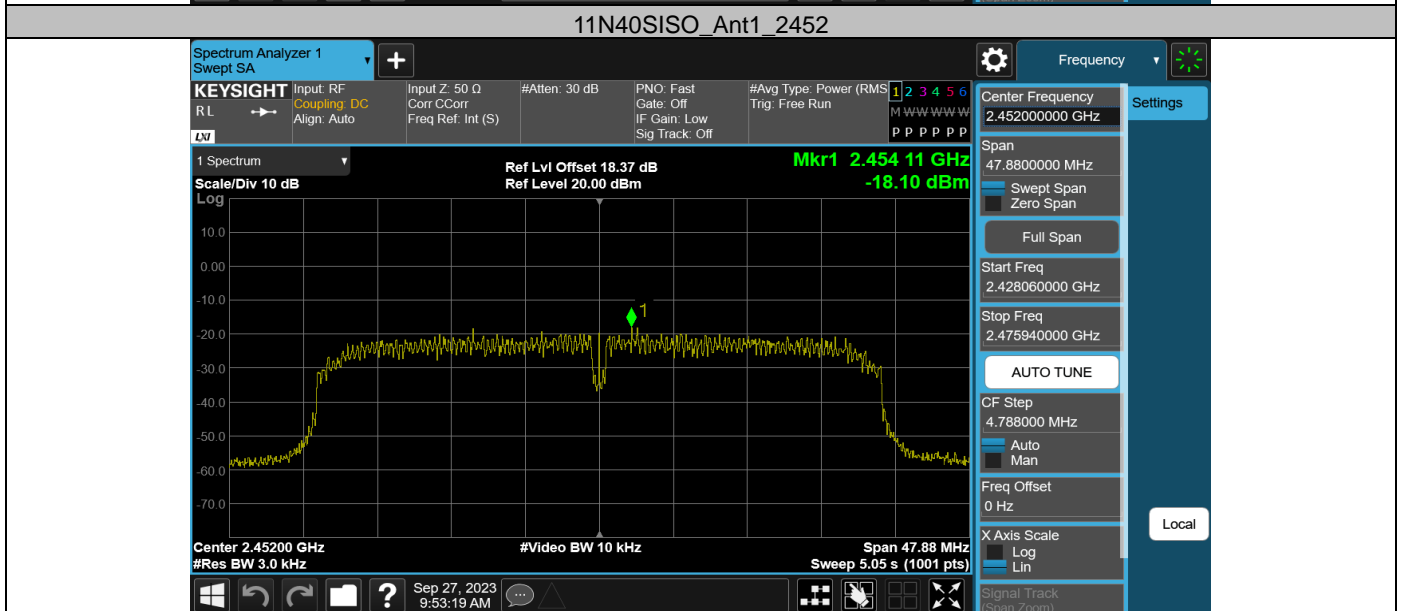 11N40SISO_Ant1_2452
Spectrum Analyzer 1
Swept SA
+
Frequency
KEYSIGHT
R L
LXI
Input: RF
Coupling: DC
Align: Auto
Input Z: 50 Ω
Corr CCorr
Freq Ref: Int (S)
#Atten: 30 dB
PNO: Fast
Gate: Off
IF Gain: Low
Sig Track: Off
#Avg Type: Power (RMS
Trig: Free Run
1 2 3 4 5 6
M W W W W W
P P P P P P
Center Frequency
2.452000000 GHz
Settings
Span
47.8800000 MHz
Swept Span
Zero Span
Full Span
Start Freq
2.428060000 GHz
Stop Freq
2.475940000 GHz
AUTO TUNE
CF Step
4.788000 MHz
Auto
Man
Freq Offset
0 Hz
X Axis Scale
Log
Lin
Signal Track
(Span Zoom)
Local
1 Spectrum
Scale/Div 10 dB
Log
Ref Lvl Offset 18.37 dB
Ref Level 20.00 dBm
Mkr1 2.454 11 GHz
-18.10 dBm
10.0
0.00
-10.0
-20.0
-30.0
-40.0
-50.0
-60.0
-70.0
1
Center 2.45200 GHz
#Res BW 3.0 kHz
#Video BW 10 kHz
Span 47.88 MHz
Sweep 5.05 s (1001 pts)
?
Sep 27, 2023
9:53:19 AM